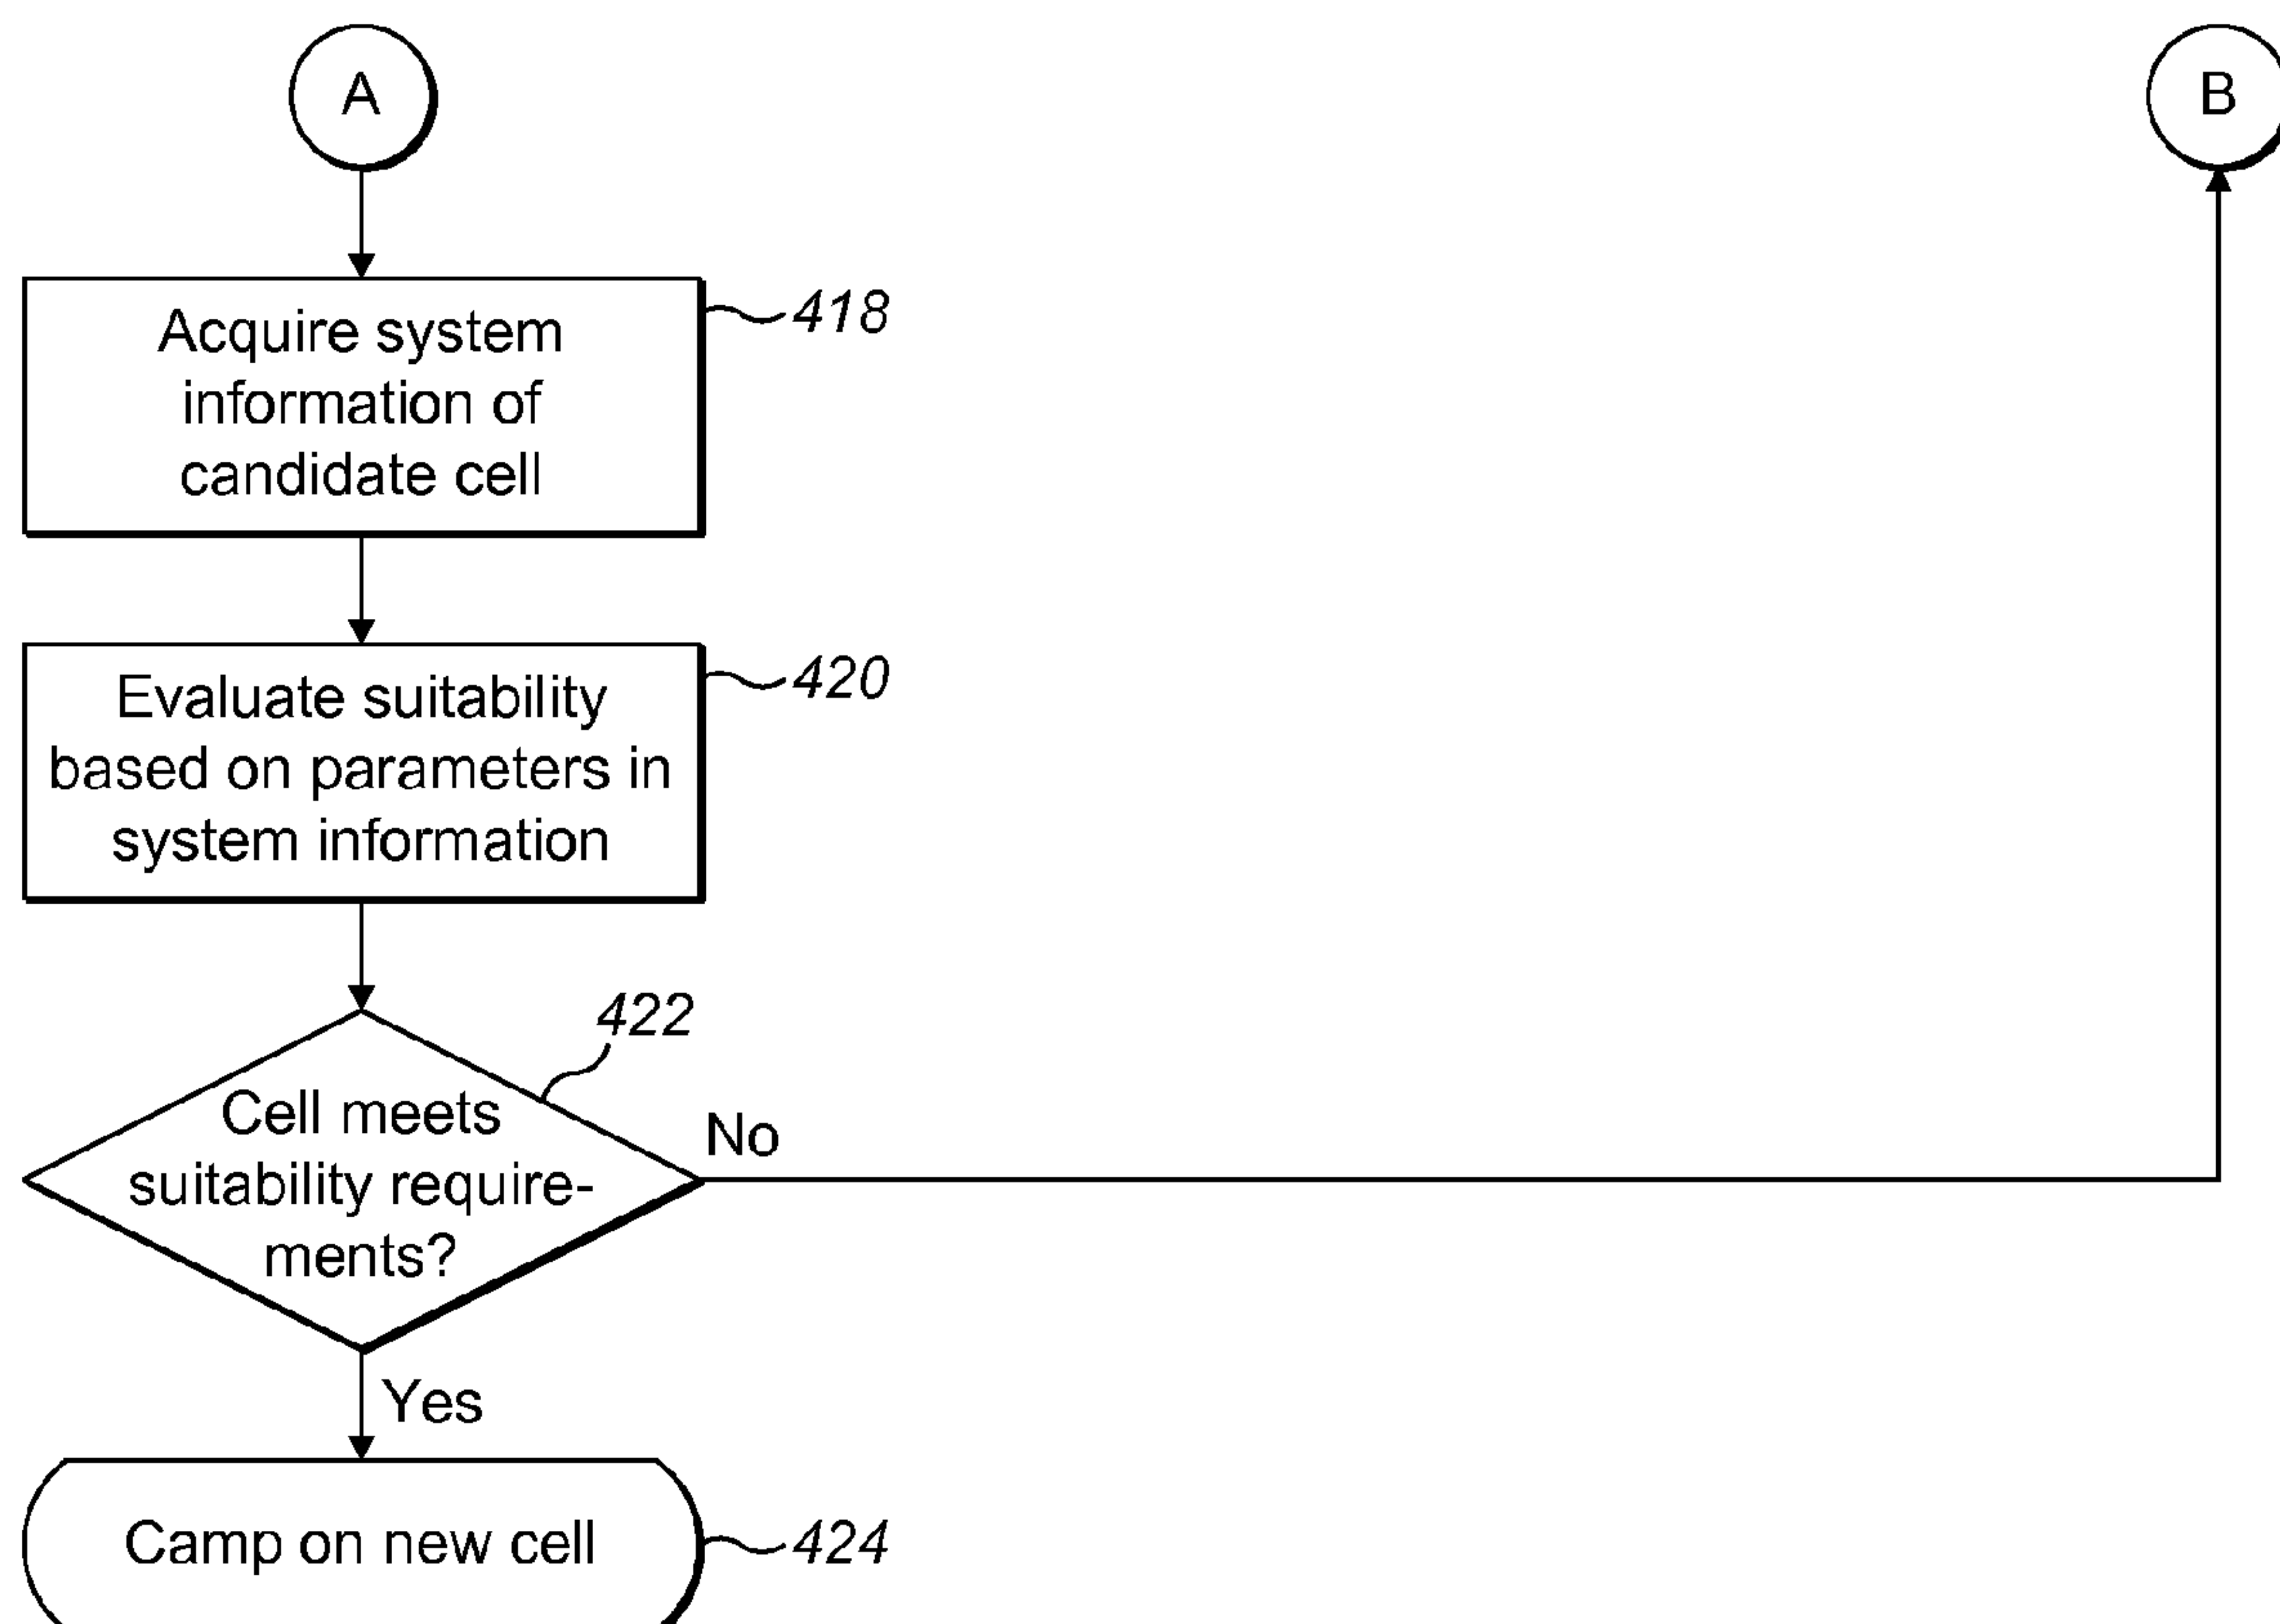 A
B
Acquire system
information of
candidate cell
418
Evaluate suitability
based on parameters in
system information
420
422
Cell meets
suitability require-
ments?
No
Yes
Camp on new cell
424